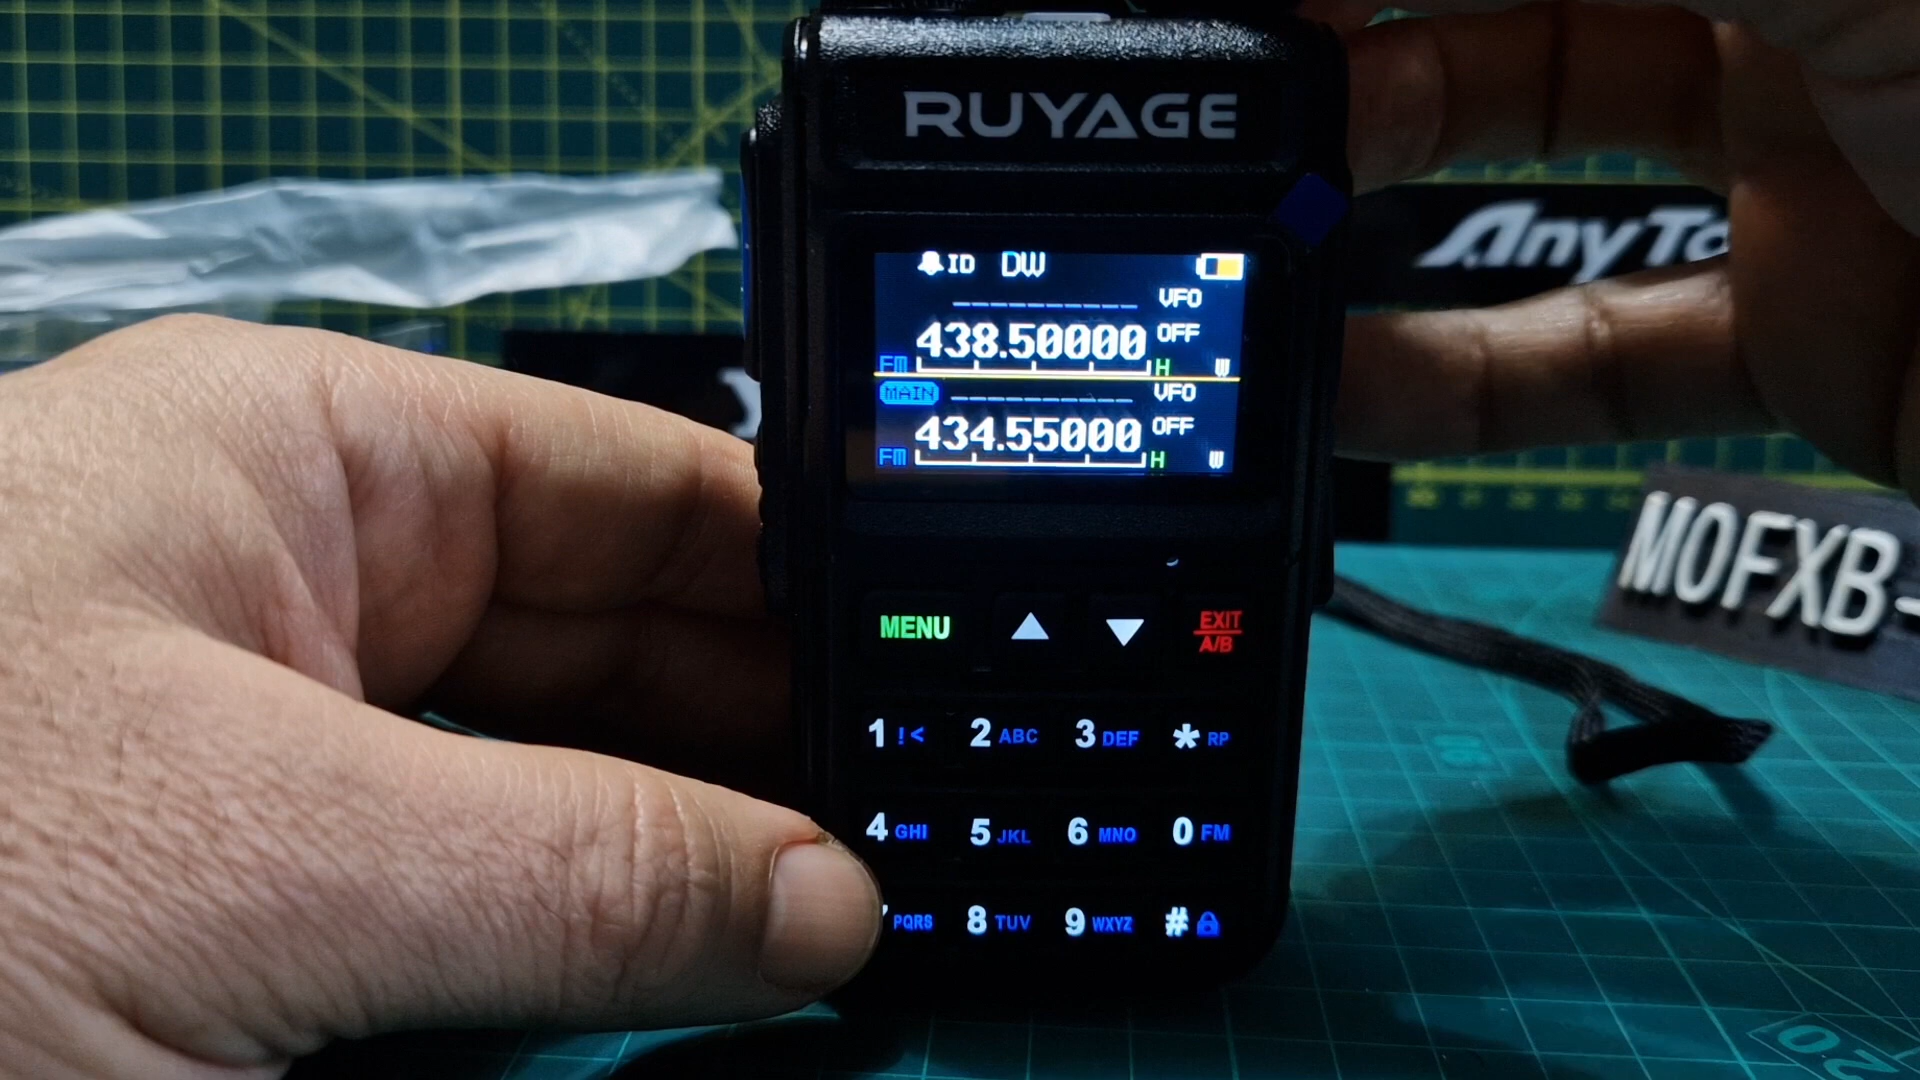 RUYAGE
AnyTo
ID DW
VFO
438.50000 OFF
FM H W
MAIN VFO
434.55000 OFF
FM H W
M0FXB-
MENU ▲ ▼ EXIT
A/B
1 !< 2 ABC 3 DEF * RP
4 GHI 5 JKL 6 MNO 0 FM
PQRS 8 TUV 9 WXYZ #
20